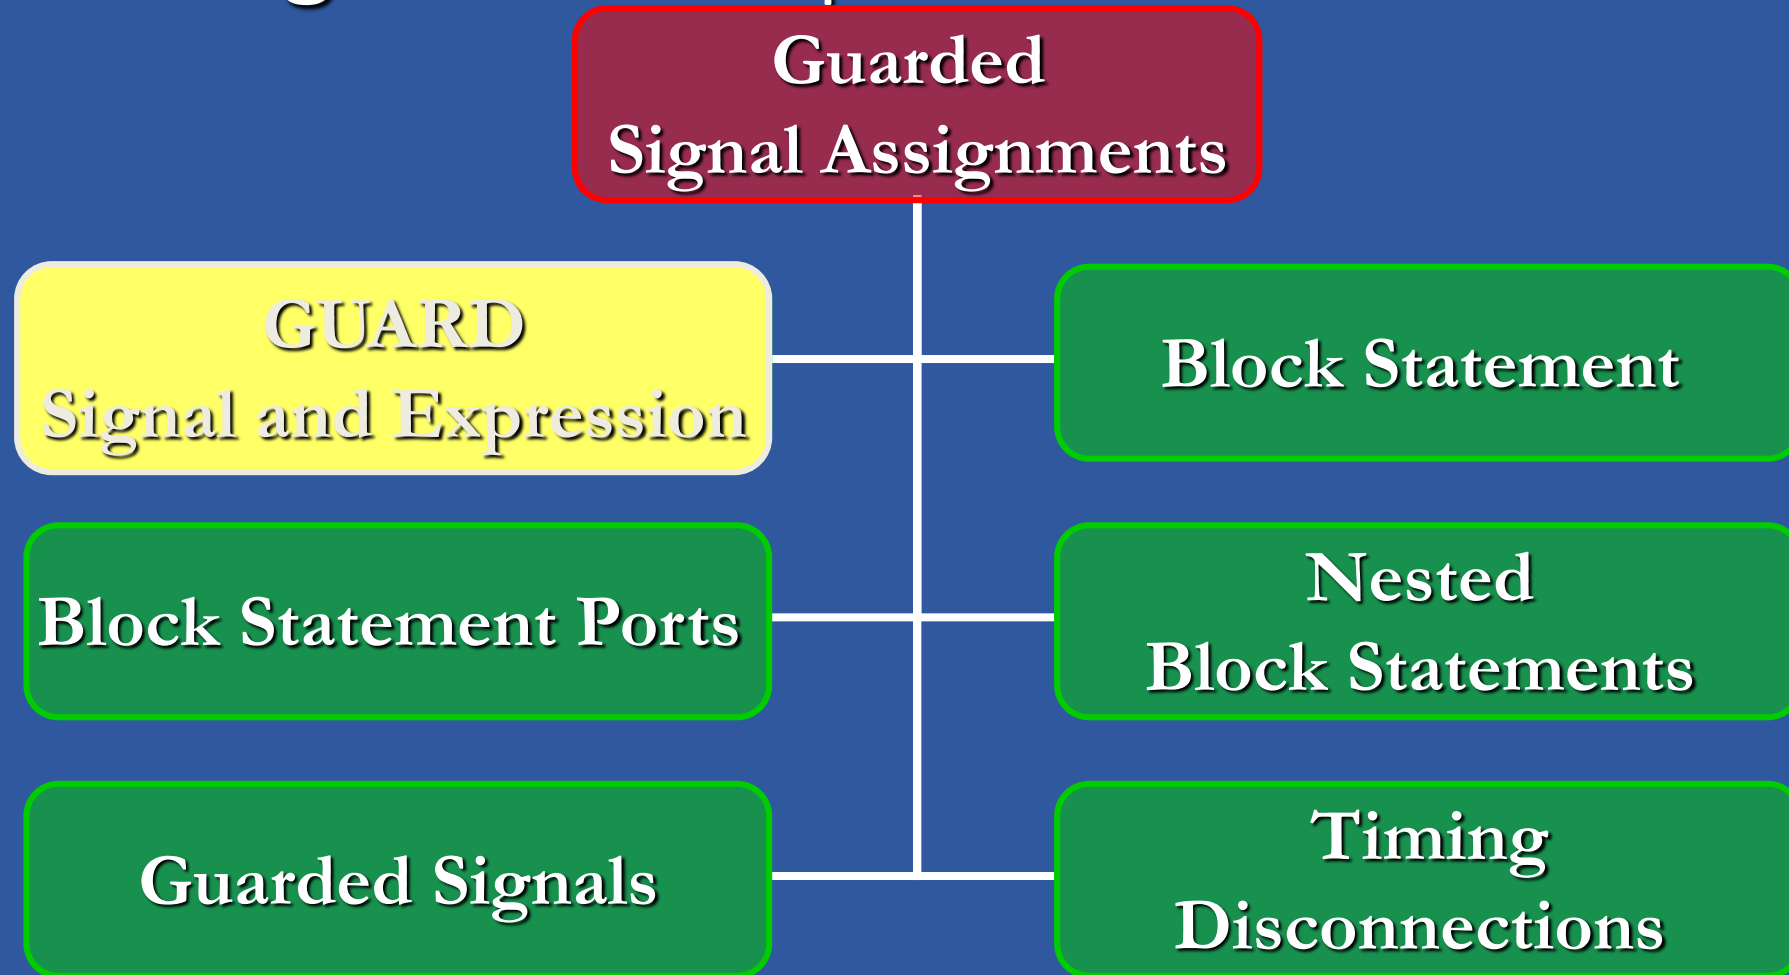 Guarded
Signal Assignments
GUARD
Signal and Expression
Block Statement
Block Statement Ports
Nested
Block Statements
Guarded Signals
Timing
Disconnections